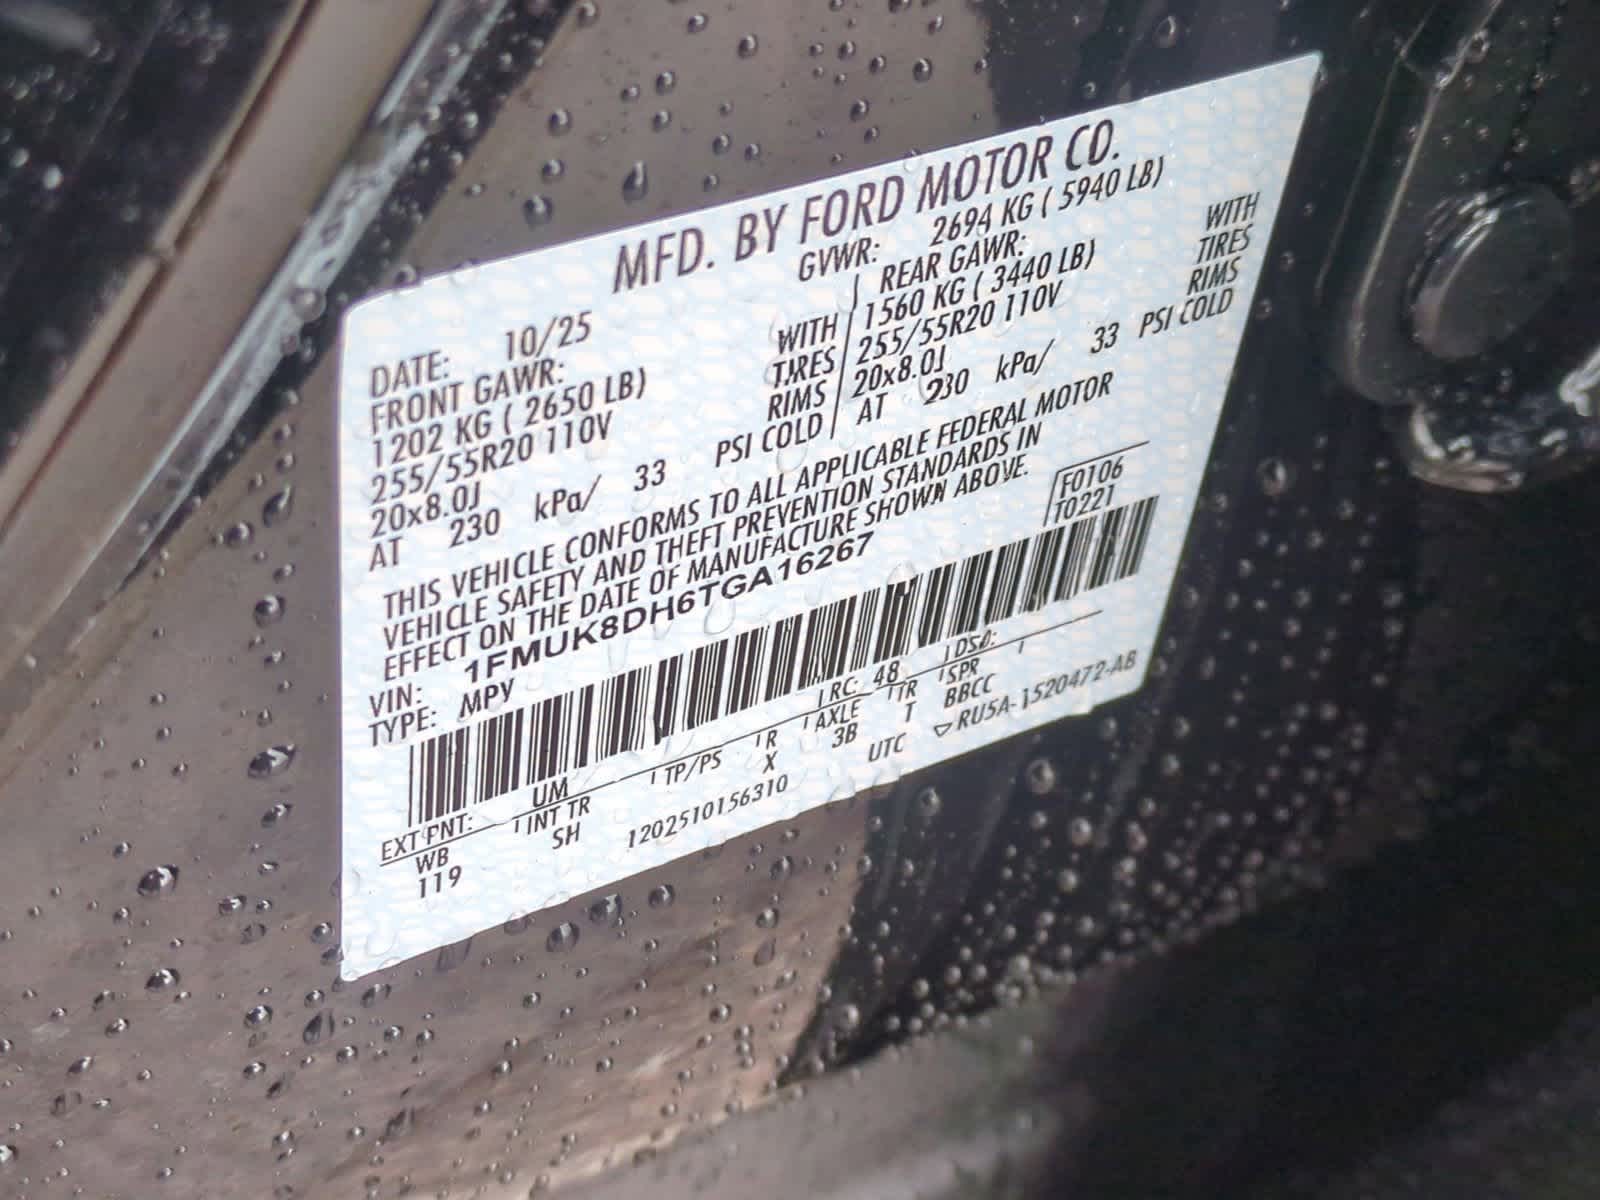 MFD. BY FORD MOTOR CO.
DATE: 10/25 GVWR: 2694 KG ( 5940 LB)
FRONT GAWR: REAR GAWR:
1202 KG ( 2650 LB) WITH 1560 KG ( 3440 LB) WITH
255/55R20 110V TIRES 255/55R20 110V TIRES
20x8.0J RIMS 20x8.0J RIMS
AT 230 kPa/ 33 PSI COLD AT 230 kPa/ 33 PSI COLD
THIS VEHICLE CONFORMS TO ALL APPLICABLE FEDERAL MOTOR
VEHICLE SAFETY AND THEFT PREVENTION STANDARDS IN
EFFECT ON THE DATE OF MANUFACTURE SHOWN ABOVE.
VIN: 1FMUK8DH6TGA16267 F0106
TYPE: MPV T0221
EXT PNT: UM RC: 48 DSO:
WB INT TR TP/PS R AXLE TR SPR
119 SH X 3B T BBCC
1202510156310 UTC ▽RU5A-1520472-AB